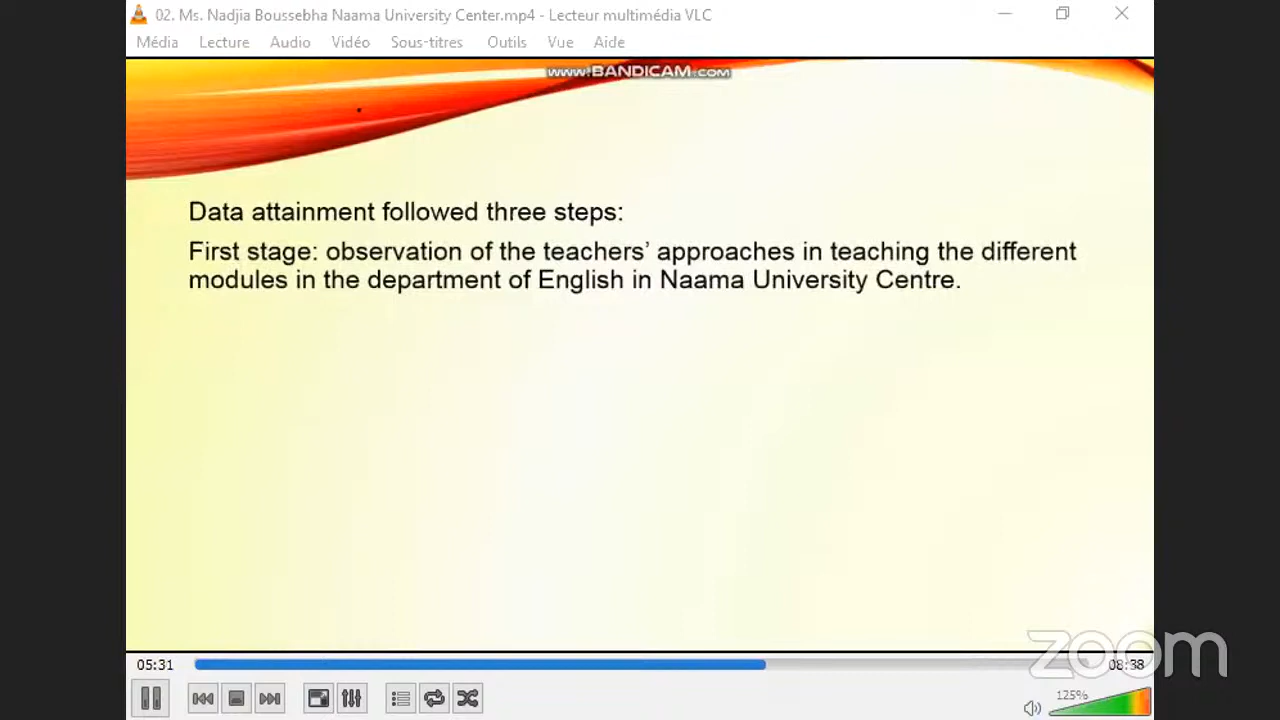 02. Ms. Nadjia Boussebha Naama University Center.mp4 - Lecteur multimédia VLC
Média Lecture Audio Vidéo Sous-titres Outils Vue Aide
www.BANDICAM.com
Data attainment followed three steps:
First stage: observation of the teachers’ approaches in teaching the different
modules in the department of English in Naama University Centre.
zoom
05:31 08:38
125%